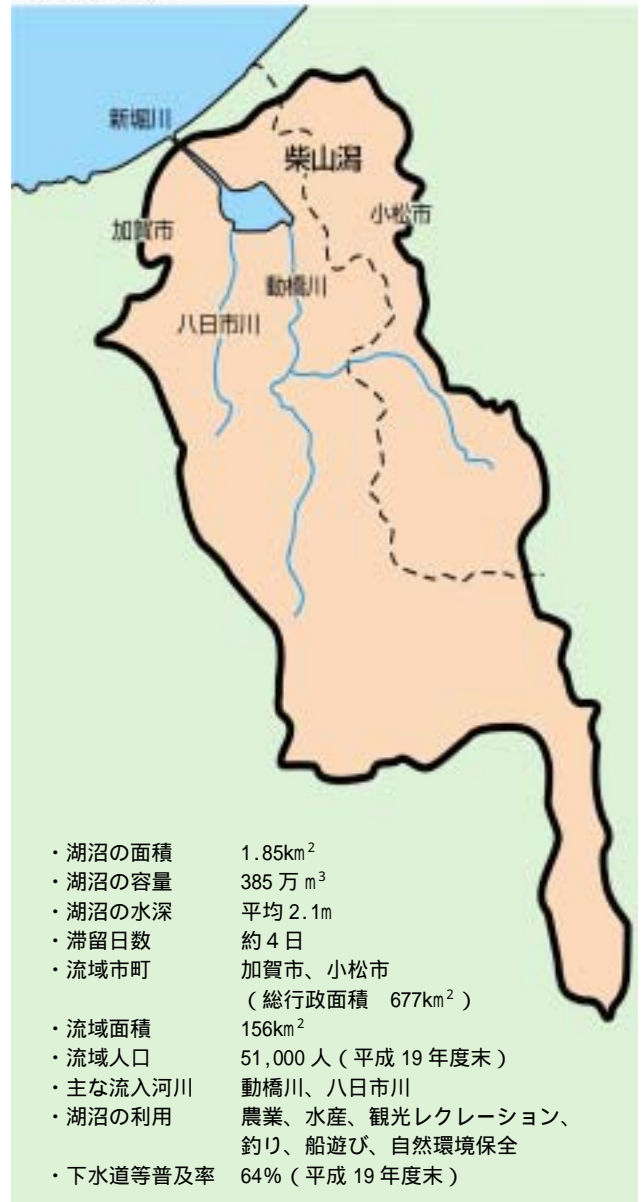 新堀川
柴山潟
小松市
加賀市
動橋川
八日市川
・湖沼の面積 1.85km²
・湖沼の容量 385万m³
・湖沼の水深 平均2.1m
・滞留日数 約4日
・流域市町 加賀市、小松市
（総行政面積 677km²）
・流域面積 156km²
・流域人口 51,000人（平成19年度末）
・主な流入河川 動橋川、八日市川
・湖沼の利用 農業、水産、観光レクレーション、
釣り、船遊び、自然環境保全
・下水道等普及率 64%（平成19年度末）